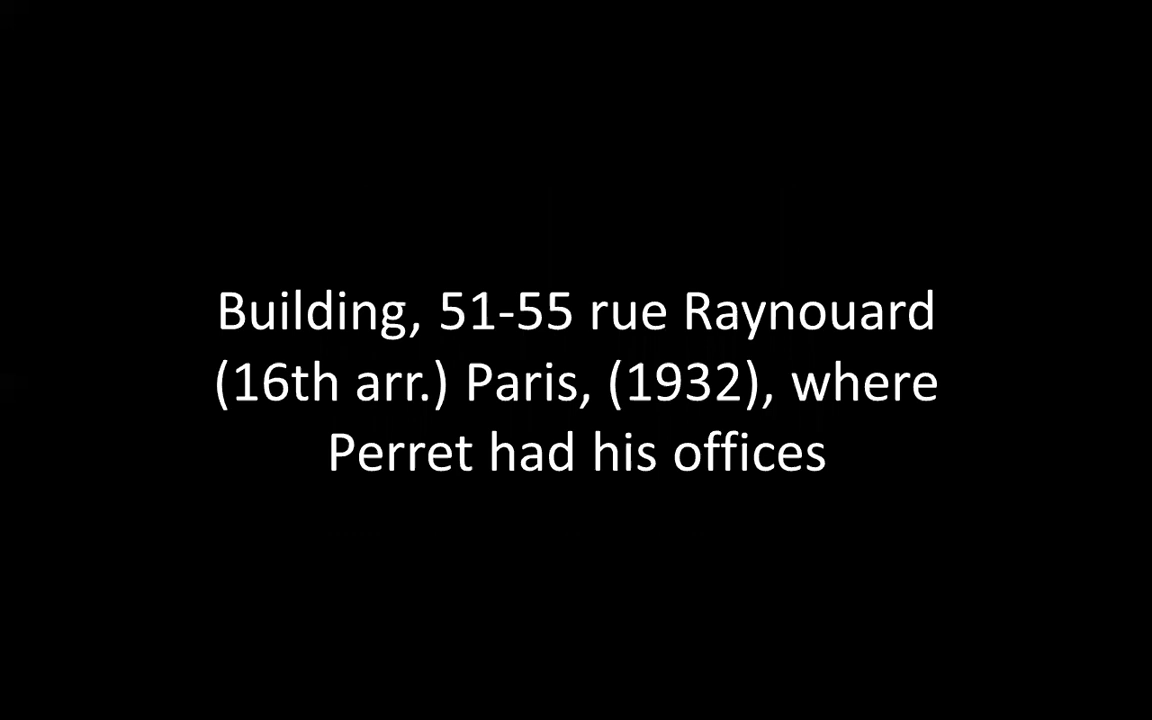 Building, 51-55 rue Raynouard
(16th arr.) Paris, (1932), where
Perret had his offices